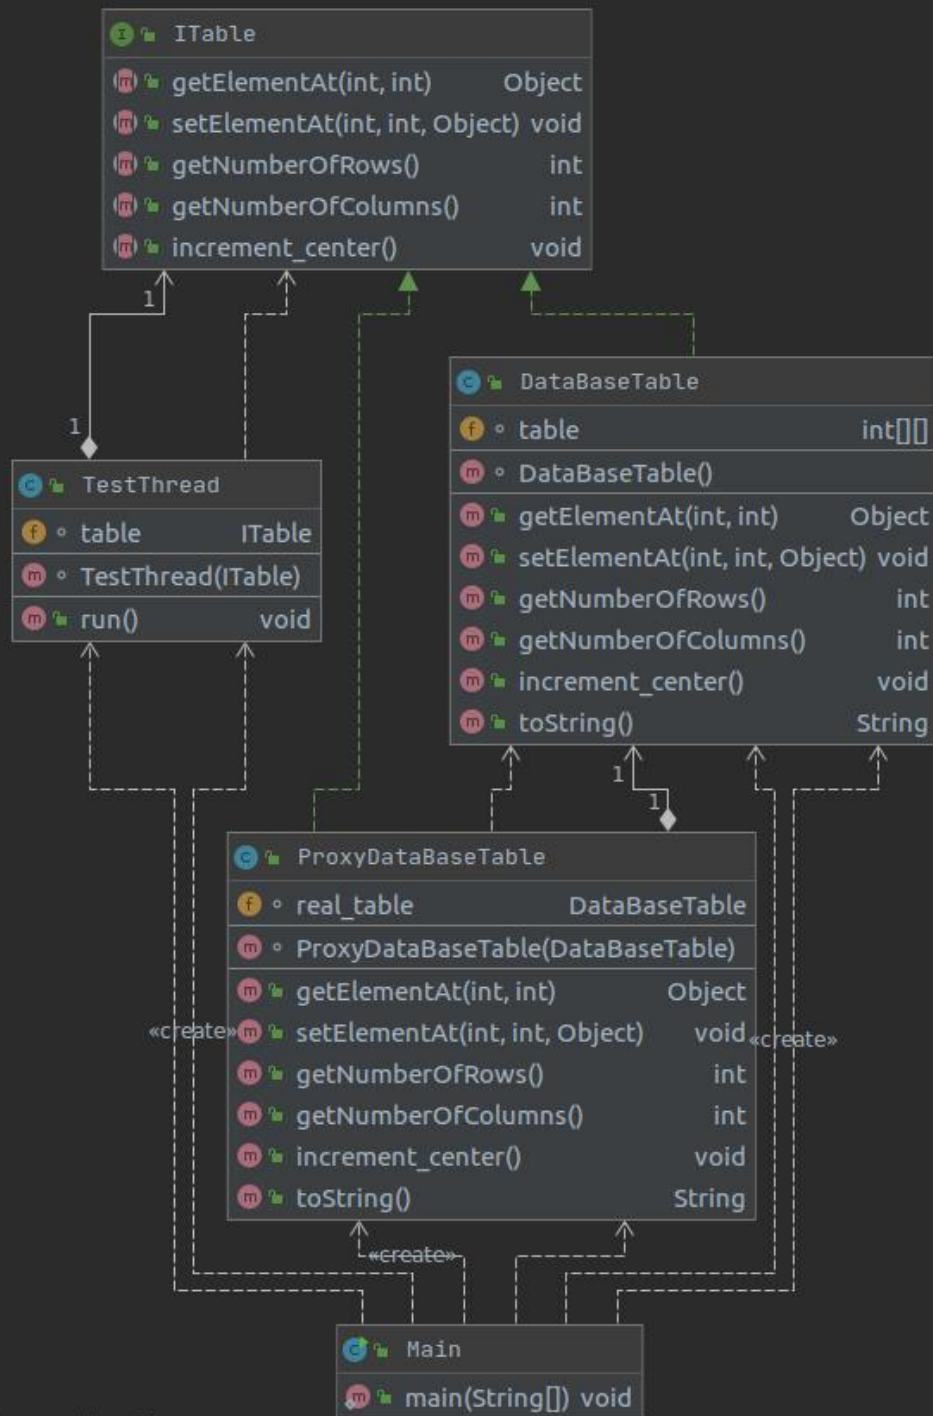 ITable
getElementAt(int, int) Object
setElementAt(int, int, Object) void
getNumberOfRows() int
getNumberOfColumns() int
increment_center() void
1
1
DataBaseTable
table int[][]
DataBaseTable()
getElementAt(int, int) Object
setElementAt(int, int, Object) void
getNumberOfRows() int
getNumberOfColumns() int
increment_center() void
toString() String
TestThread
table ITable
TestThread(ITable)
run() void
1
1
ProxyDataBaseTable
real_table DataBaseTable
ProxyDataBaseTable(DataBaseTable)
getElementAt(int, int) Object
setElementAt(int, int, Object) void
getNumberOfRows() int
getNumberOfColumns() int
increment_center() void
toString() String
«create»
«create»
«create»
Main
main(String[]) void